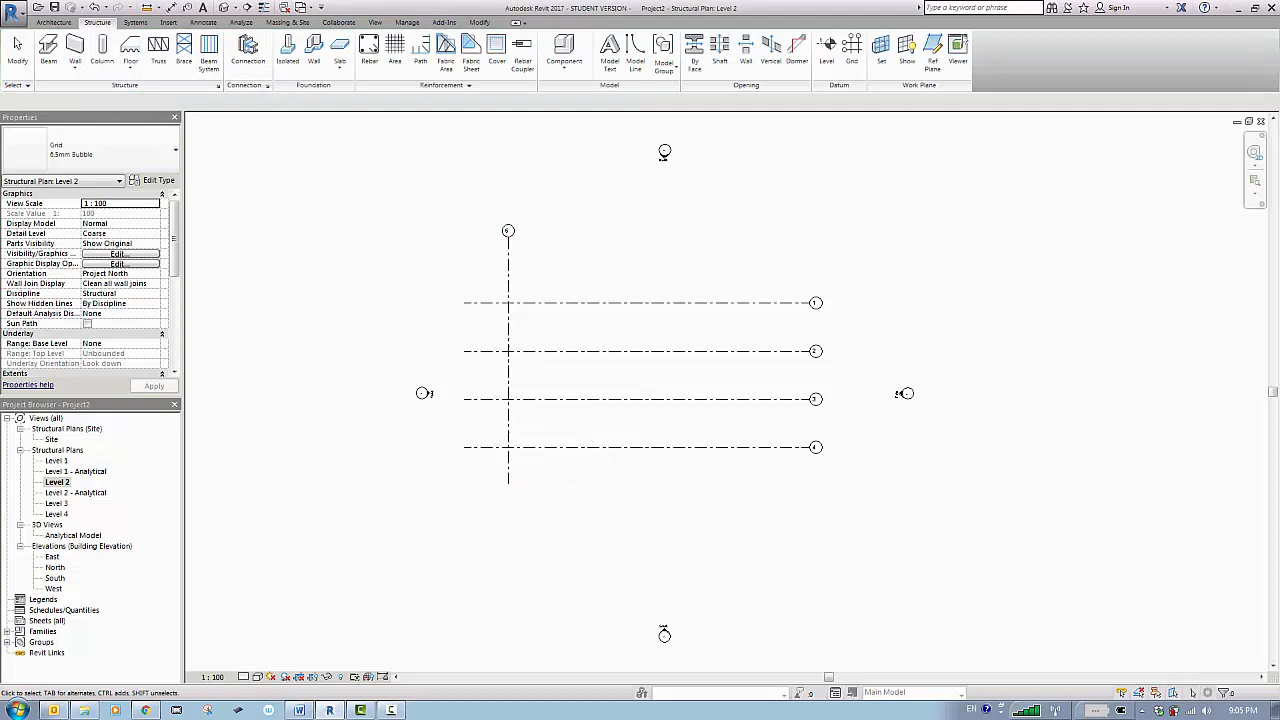 Autodesk Revit 2017 - STUDENT VERSION - Project2 - Structural Plan: Level 2
Type a keyword or phrase
Sign In
Architecture Structure Systems Insert Annotate Analyze Massing & Site Collaborate View Manage Add-Ins Modify
Modify Beam Wall Column Floor Truss Brace Beam System Connection Isolated Wall Slab Rebar Area Path Fabric Area Fabric Sheet Cover Rebar Coupler Component Model Text Model Line Model Group By Face Shaft Wall Vertical Dormer Level Grid Set Show Ref Plane Viewer
Select Structure Connection Foundation Reinforcement Model Opening Datum Work Plane
Properties
Grid
6.5mm Bubble
Structural Plan: Level 2 Edit Type
Graphics
View Scale 1 : 100
Scale Value 1: 100
Display Model Normal
Detail Level Coarse
Parts Visibility Show Original
Visibility/Graphics ... Edit...
Graphic Display Op... Edit...
Orientation Project North
Wall Join Display Clean all wall joins
Discipline Structural
Show Hidden Lines By Discipline
Default Analysis Dis... None
Sun Path
Underlay
Range: Base Level None
Range: Top Level Unbounded
Underlay Orientation Look down
Extents
Properties help Apply
Project Browser - Project2
Views (all)
Structural Plans (Site)
Site
Structural Plans
Level 1
Level 1 - Analytical
Level 2
Level 2 - Analytical
Level 3
Level 4
3D Views
Analytical Model
Elevations (Building Elevation)
East
North
South
West
Legends
Schedules/Quantities
Sheets (all)
Families
Groups
Revit Links
1
2
3
4
1 : 100
Click to select, TAB for alternates, CTRL adds, SHIFT unselects.
:0
Main Model
:0
EN
9:05 PM